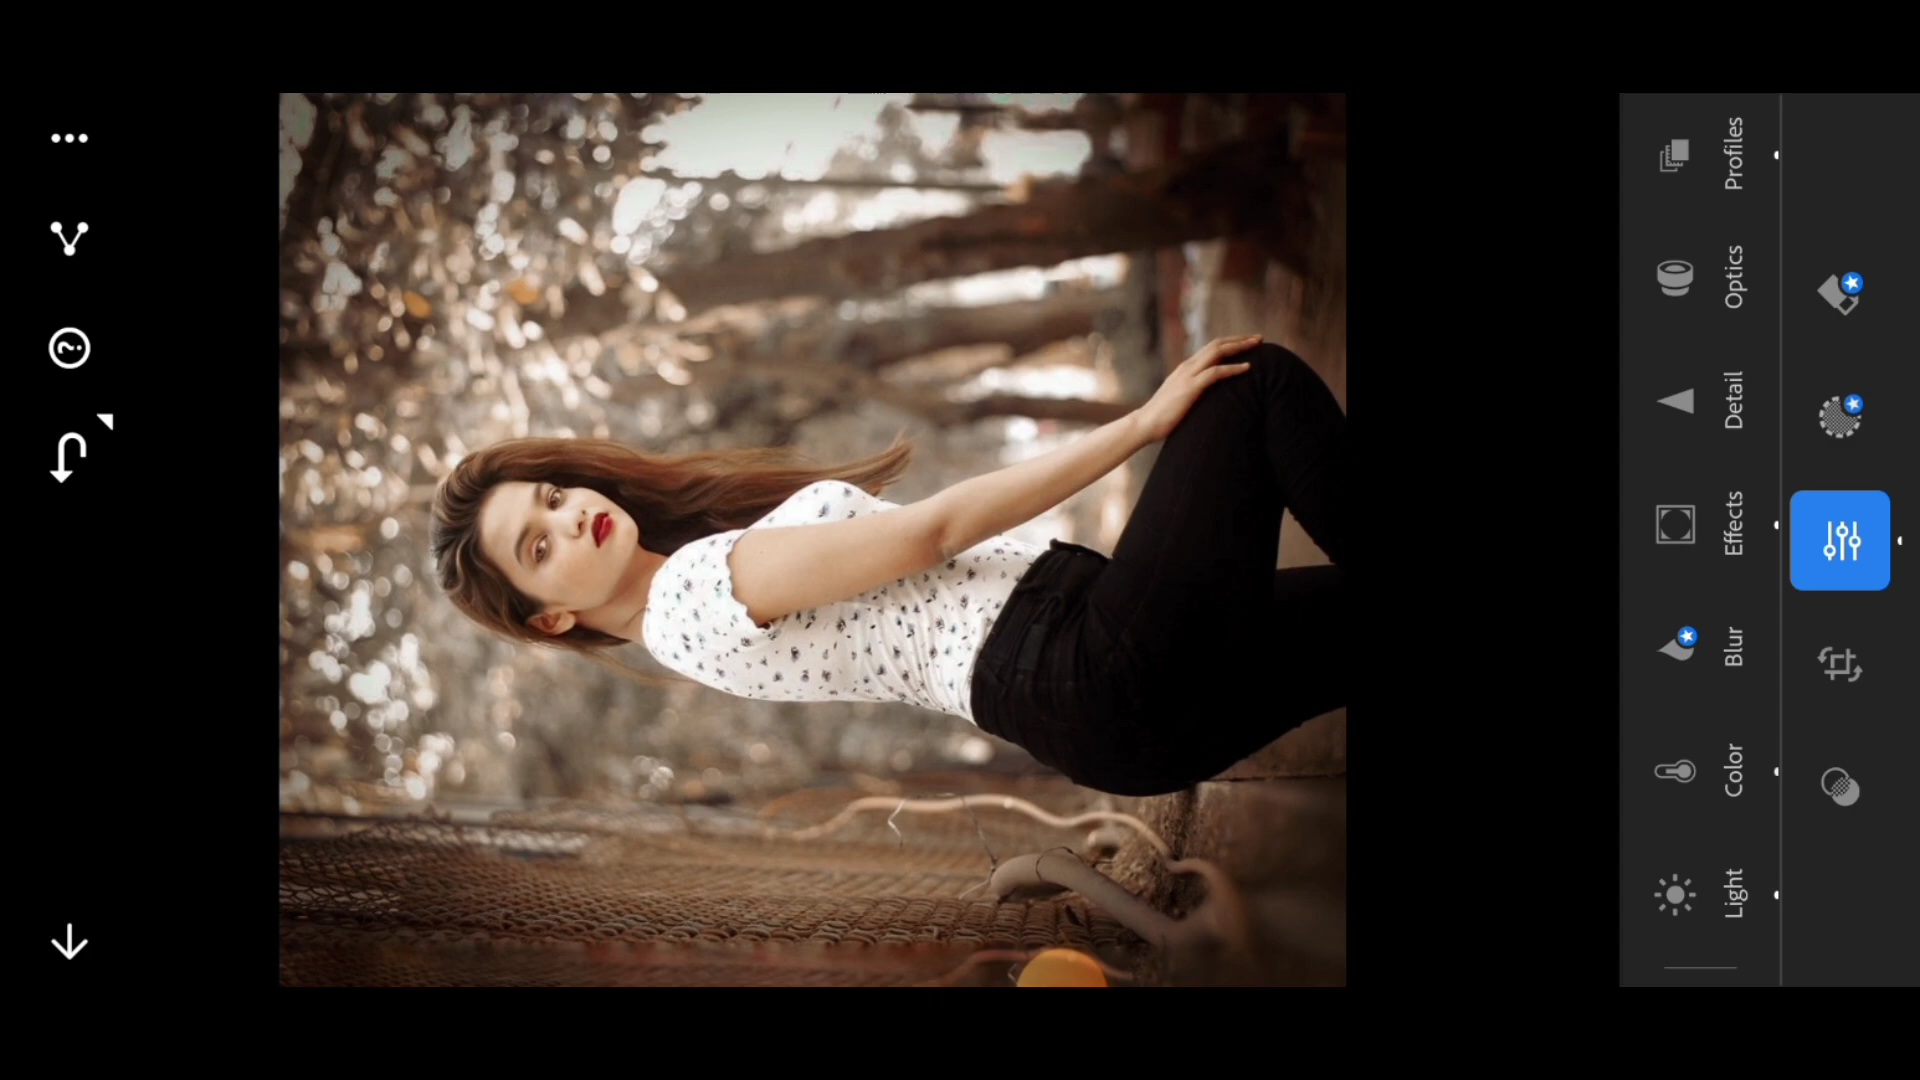 Light
Color
Blur
Effects
Detail
Optics
Profiles